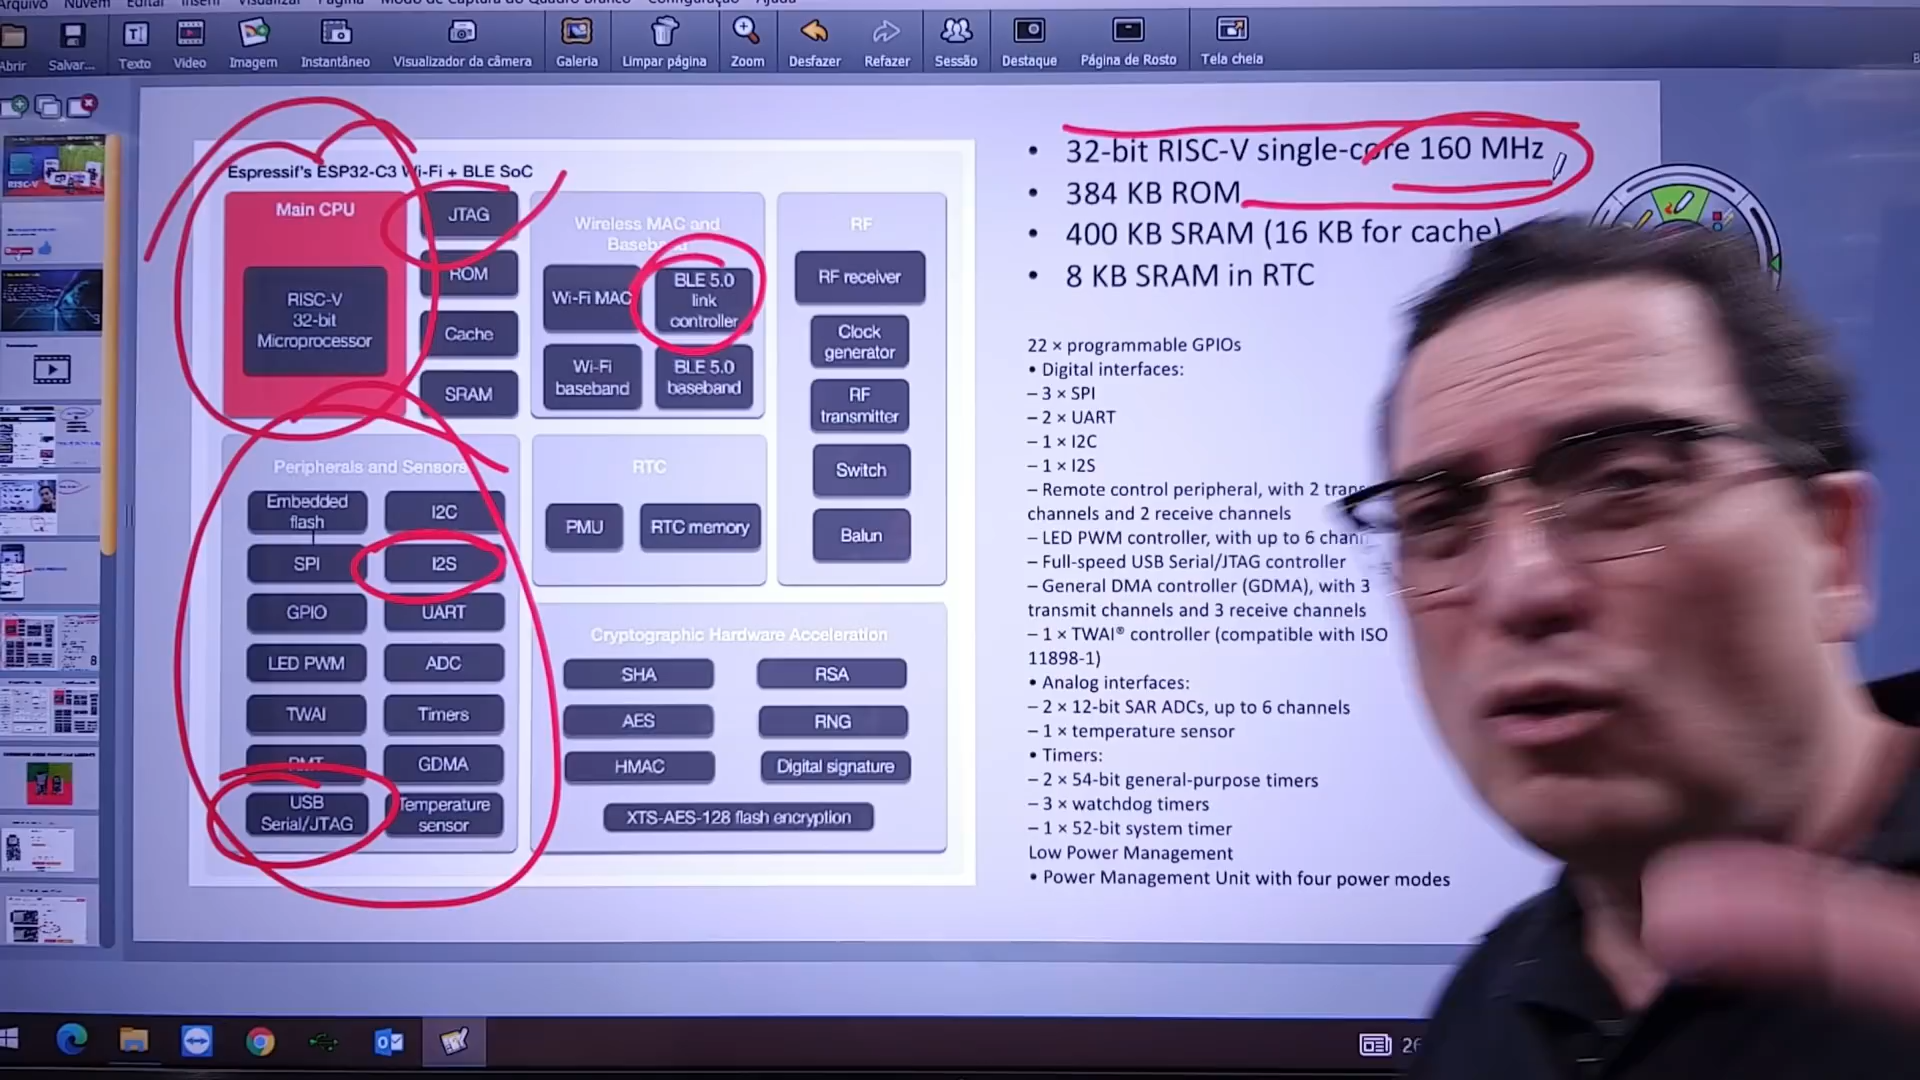 Arquivo Nuvem Editar Inserir Visualizar Página Modo de Captura do Quadro Branco Configuração Ajuda
Abrir Salvar... Texto Video Imagem Instantâneo Visualizador da câmera Galeria Limpar página Zoom Desfazer Refazer Sessão Destaque Página de Rosto Tela cheia
RISC-V
8
Espressif's ESP32-C3 Wi-Fi + BLE SoC
Main CPU
RISC-V
32-bit
Microprocessor
JTAG
ROM
Cache
SRAM
Wireless MAC and
Baseband
Wi-Fi MAC
BLE 5.0
link
controller
Wi-Fi
baseband
BLE 5.0
baseband
RF
RF receiver
Clock
generator
RF
transmitter
Switch
Balun
Peripherals and Sensors
Embedded
flash
I2C
SPI
I2S
GPIO
UART
LED PWM
ADC
TWAI
Timers
RMT
GDMA
USB
Serial/JTAG
Temperature
sensor
RTC
PMU
RTC memory
Cryptographic Hardware Acceleration
SHA
RSA
AES
RNG
HMAC
Digital signature
XTS-AES-128 flash encryption
• 32-bit RISC-V single-core 160 MHz
• 384 KB ROM
• 400 KB SRAM (16 KB for cache)
• 8 KB SRAM in RTC
22 × programmable GPIOs
• Digital interfaces:
– 3 × SPI
– 2 × UART
– 1 × I2C
– 1 × I2S
– Remote control peripheral, with 2
channels and 2 receive channels
– LED PWM controller, with up to 6
– Full-speed USB Serial/JTAG controller
– General DMA controller (GDMA), with 3
transmit channels and 3 receive channels
– 1 × TWAI® controller (compatible with ISO
11898-1)
• Analog interfaces:
– 2 × 12-bit SAR ADCs, up to 6 channels
– 1 × temperature sensor
• Timers:
– 2 × 54-bit general-purpose timers
– 3 × watchdog timers
– 1 × 52-bit system timer
Low Power Management
• Power Management Unit with four power modes